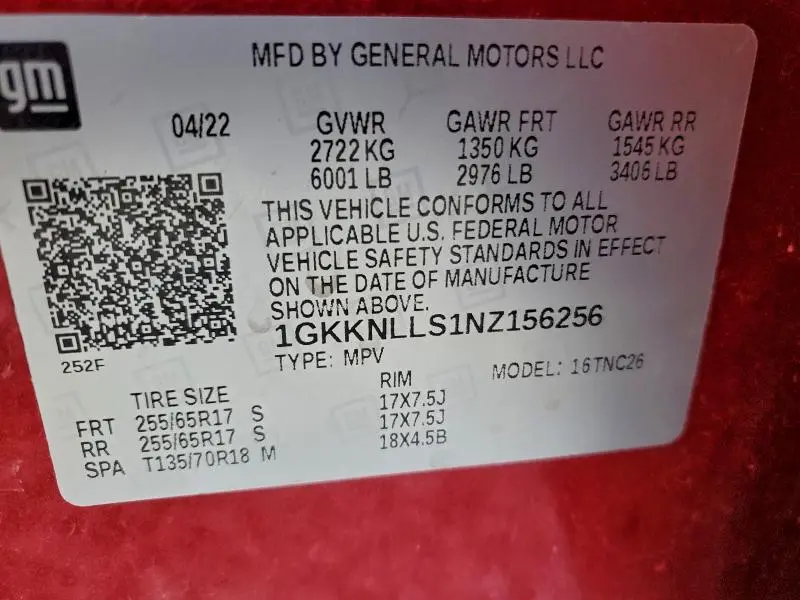 gm
MFD BY GENERAL MOTORS LLC
04/22 GVWR GAWR FRT GAWR RR
2722 KG 1350 KG 1545 KG
6001 LB 2976 LB 3406 LB
THIS VEHICLE CONFORMS TO ALL
APPLICABLE U.S. FEDERAL MOTOR
VEHICLE SAFETY STANDARDS IN EFFECT
ON THE DATE OF MANUFACTURE
SHOWN ABOVE.
1GKKNLLS1NZ156256
252F
TYPE: MPV MODEL: 16TNC26
TIRE SIZE RIM
FRT 255/65R17 S 17X7.5J
RR 255/65R17 S 17X7.5J
SPA T135/70R18 M 18X4.5B